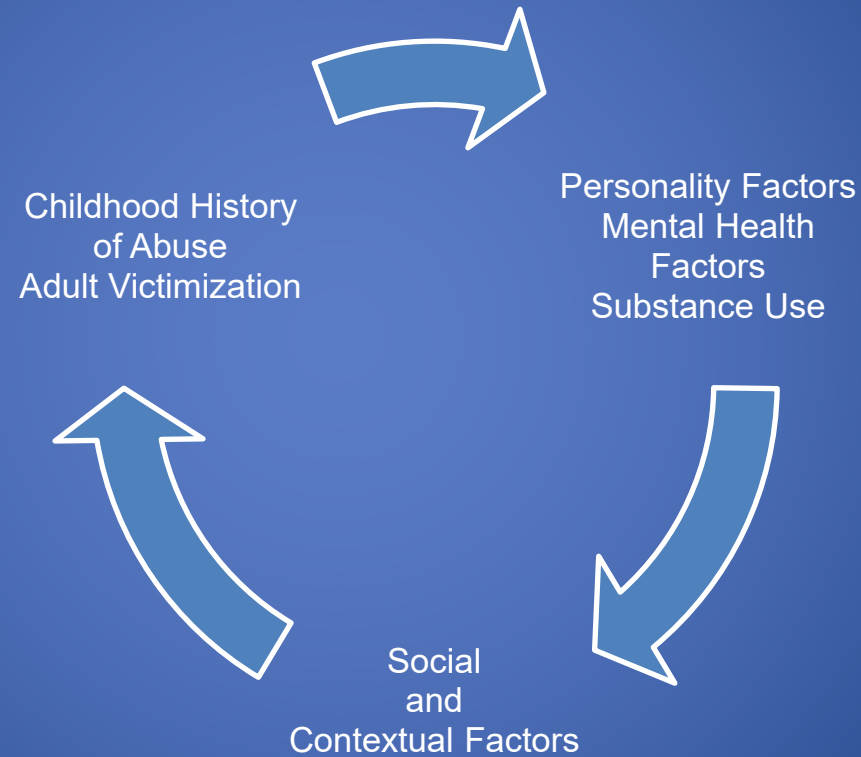 Childhood History
of Abuse
Adult Victimization
Personality Factors
Mental Health
Factors
Substance Use
Social
and
Contextual Factors